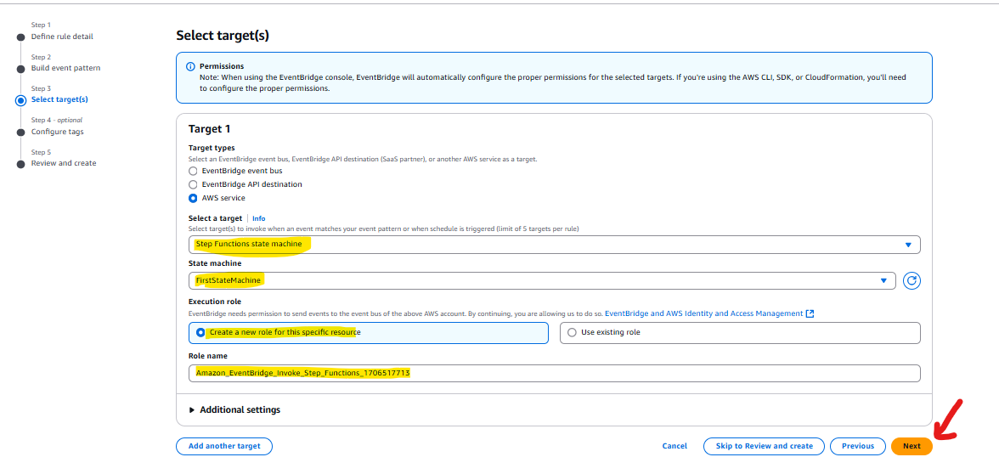 Step 1
Define rule detail
Step 2
Build event pattern
Step 3
Select target(s)
Step 4 - optional
Configure tags
Step 5
Review and create
Select target(s)
Permissions
Note: When using the EventBridge console, EventBridge will automatically configure the proper permissions for the selected targets. If you're using the AWS CLI, SDK, or CloudFormation, you'll need
to configure the proper permissions.
Target 1
Target types
Select an EventBridge event bus, EventBridge API destination (SaaS partner), or another AWS service as a target.
EventBridge event bus
EventBridge API destination
AWS service
Select a target Info
Select target(s) to invoke when an event matches your event pattern or when schedule is triggered (limit of 5 targets per rule)
Step Functions state machine
State machine
FirstStateMachine
Execution role
EventBridge needs permission to send events to the event bus of the above AWS account. By continuing, you are allowing us to do so. EventBridge and AWS Identity and Access Management
Create a new role for this specific resource
Use existing role
Role name
Amazon_EventBridge_Invoke_Step_Functions_1706517713
Additional settings
Add another target
Cancel
Skip to Review and create
Previous
Next